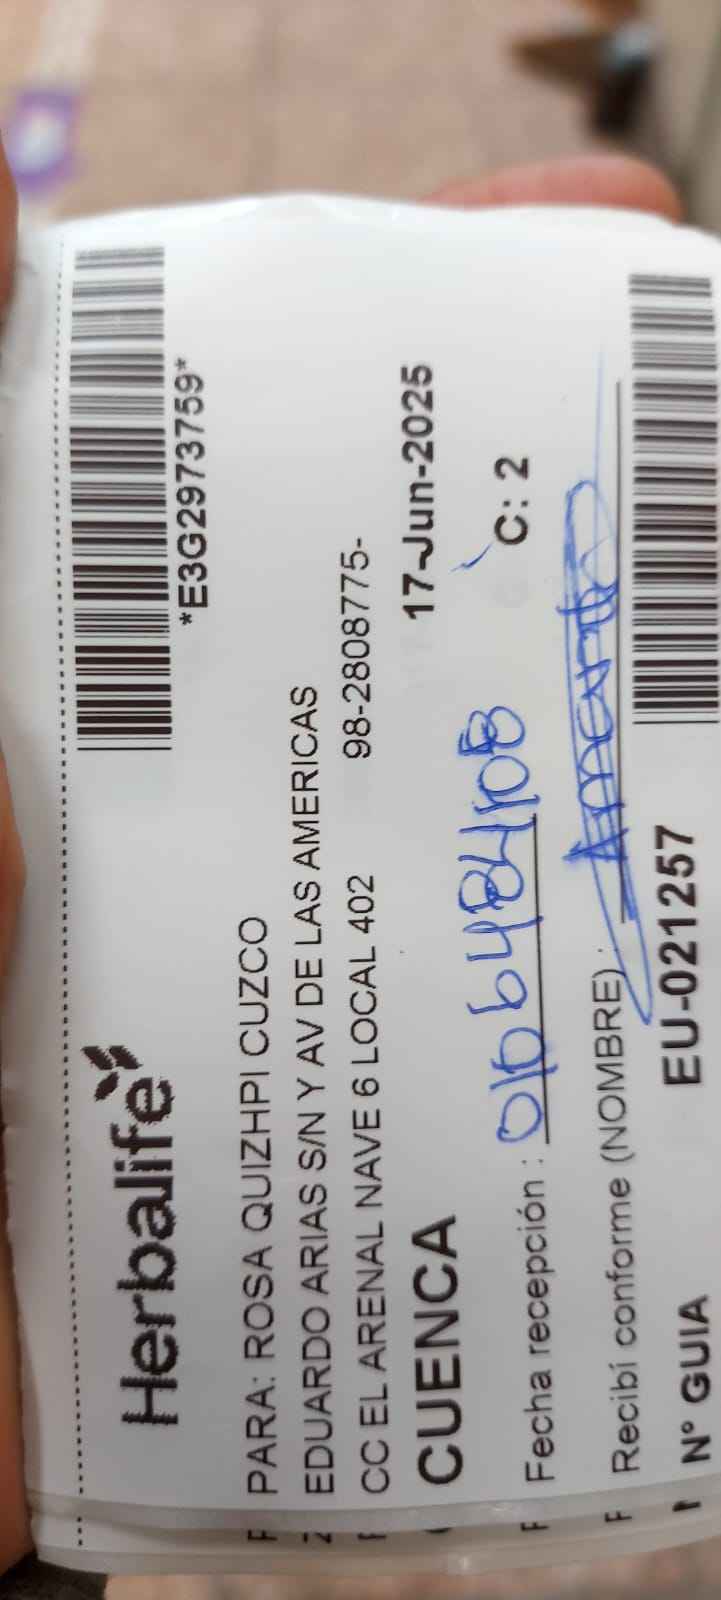 Herbalife
*E3G2973759*
PARA: ROSA QUIZHPI CUZCO
EDUARDO ARIAS S/N Y AV DE LAS AMERICAS
CC EL ARENAL NAVE 6 LOCAL 402 98-2808775-
CUENCA 17-Jun-2025
Fecha recepción : C: 2
Recibí conforme (NOMBRE) :
Nº GUIA EU-021257